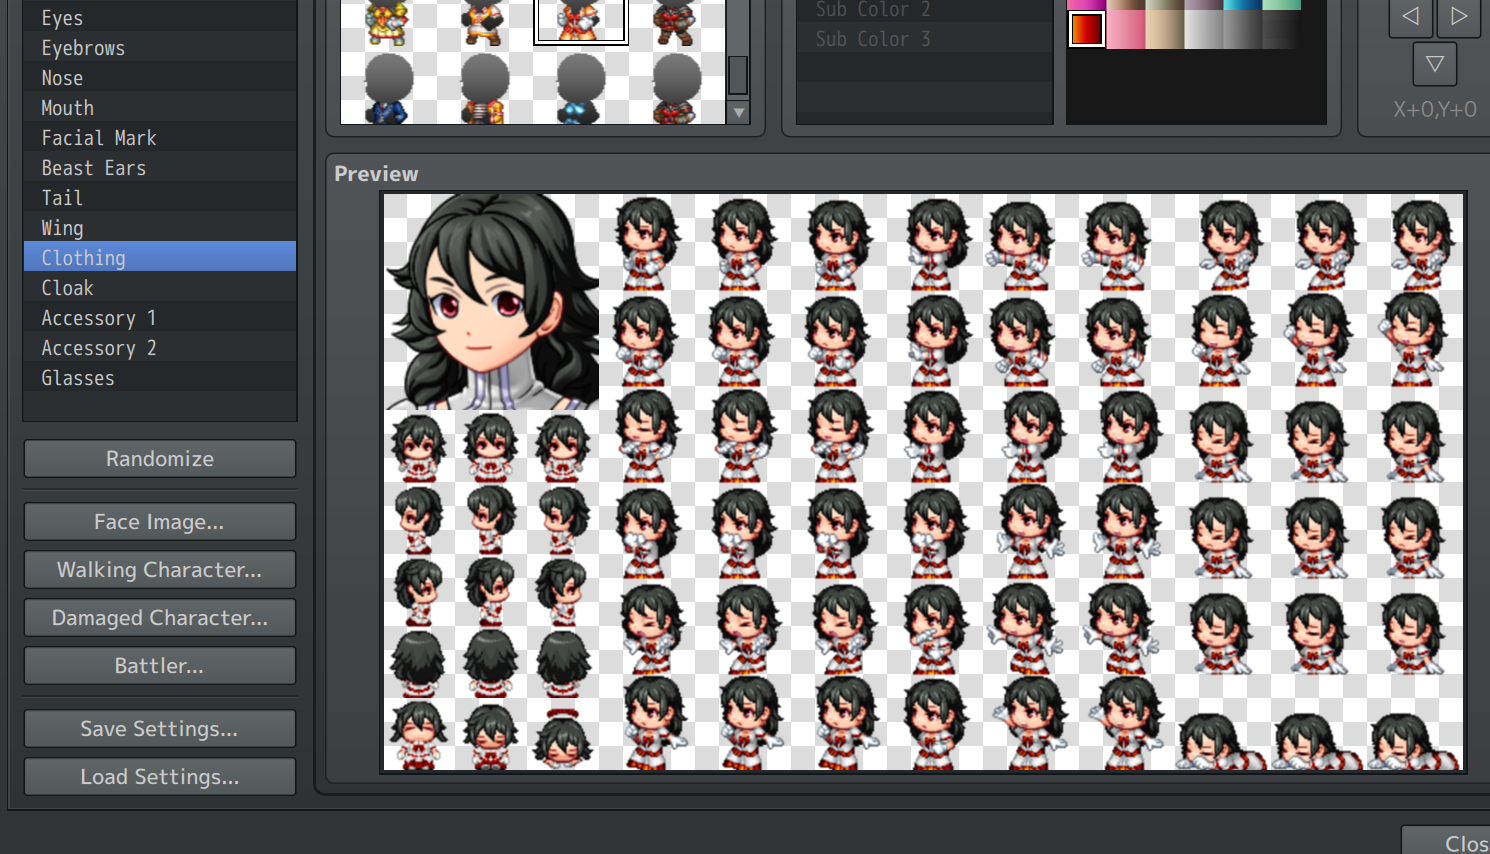 Eyes
Eyebrows
Nose
Mouth
Facial Mark
Beast Ears
Tail
Wing
Clothing
Cloak
Accessory 1
Accessory 2
Glasses
Randomize
Face Image...
Walking Character...
Damaged Character...
Battler...
Save Settings...
Load Settings...
Sub Color 2
Sub Color 3
X+0,Y+0
Preview
Clos